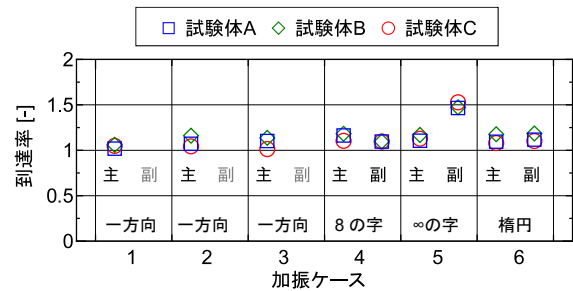 試験体A 試験体B 試験体C
到達率 [-]
2
1.5
1
0.5
0
主 副 主 副 主 副 主 副 主 副 主 副
一方向 一方向 一方向 8の字 ∞の字 楕円
1 2 3 4 5 6
加振ケース